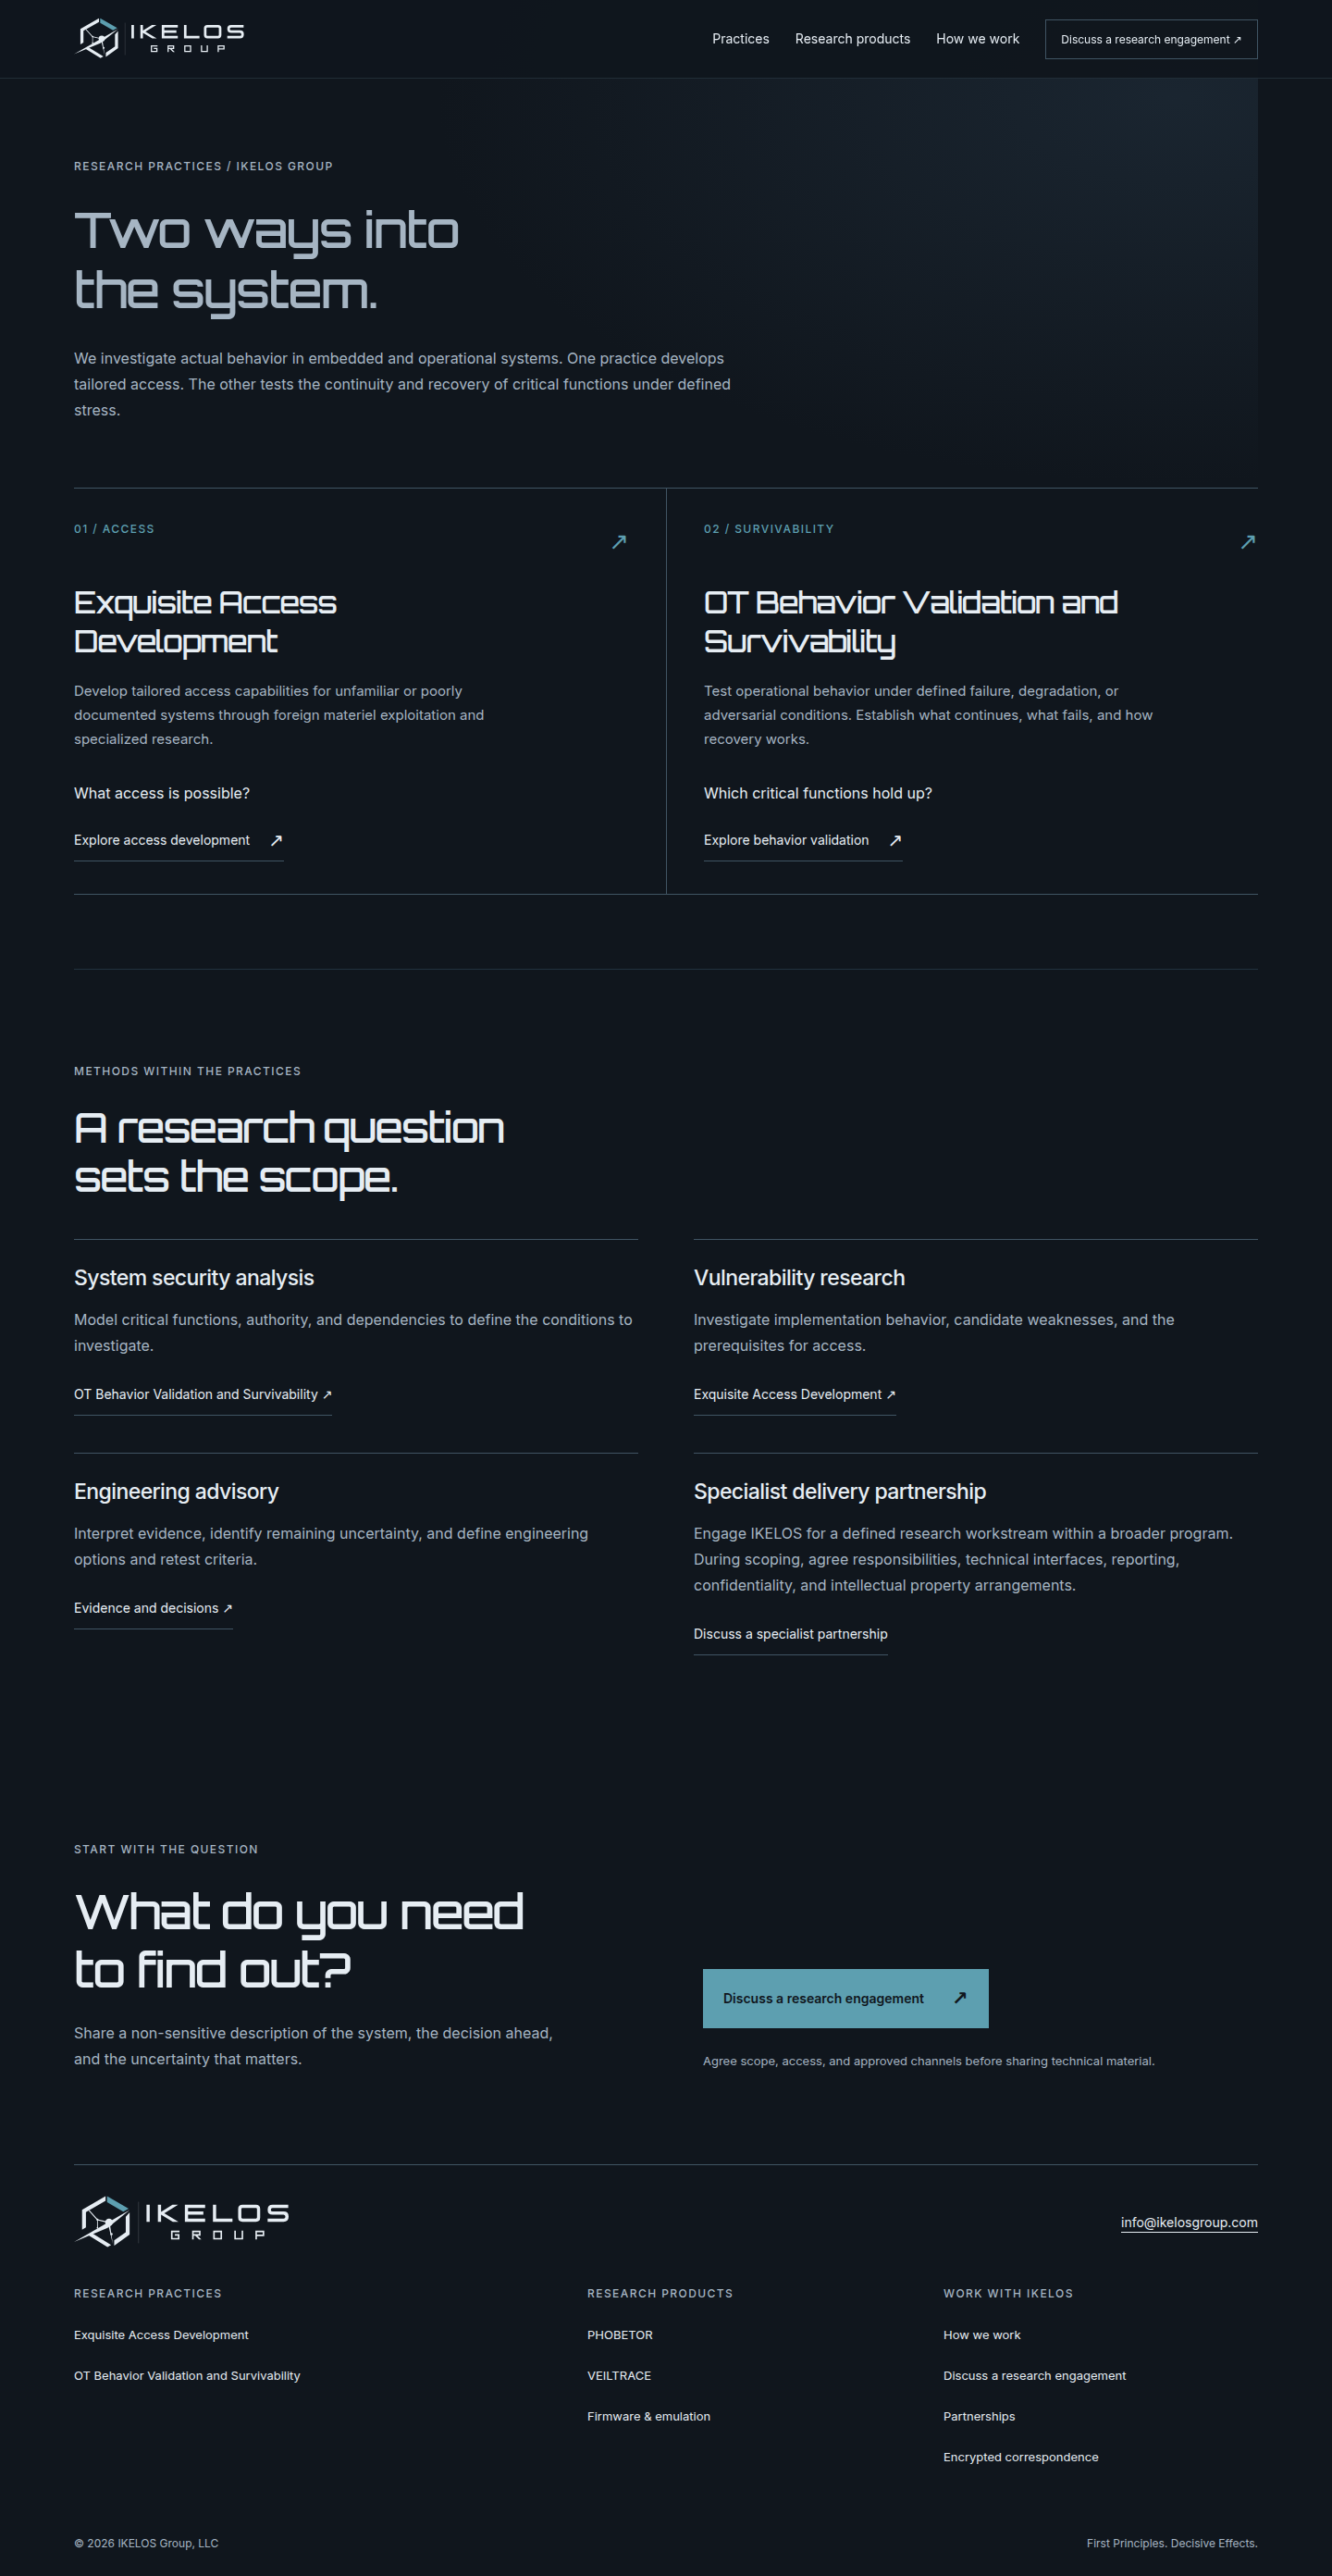 IKELOS
GROUP
Practices
Research products
How we work
Discuss a research engagement ↗
RESEARCH PRACTICES / IKELOS GROUP
Two ways into
the system.
We investigate actual behavior in embedded and operational systems. One practice develops
tailored access. The other tests the continuity and recovery of critical functions under defined
stress.
01 / ACCESS
↗
Exquisite Access
Development
Develop tailored access capabilities for unfamiliar or poorly
documented systems through foreign materiel exploitation and
specialized research.
What access is possible?
Explore access development ↗
02 / SURVIVABILITY
↗
OT Behavior Validation and
Survivability
Test operational behavior under defined failure, degradation, or
adversarial conditions. Establish what continues, what fails, and how
recovery works.
Which critical functions hold up?
Explore behavior validation ↗
METHODS WITHIN THE PRACTICES
A research question
sets the scope.
System security analysis
Model critical functions, authority, and dependencies to define the conditions to
investigate.
OT Behavior Validation and Survivability ↗
Vulnerability research
Investigate implementation behavior, candidate weaknesses, and the
prerequisites for access.
Exquisite Access Development ↗
Engineering advisory
Interpret evidence, identify remaining uncertainty, and define engineering
options and retest criteria.
Evidence and decisions ↗
Specialist delivery partnership
Engage IKELOS for a defined research workstream within a broader program.
During scoping, agree responsibilities, technical interfaces, reporting,
confidentiality, and intellectual property arrangements.
Discuss a specialist partnership
START WITH THE QUESTION
What do you need
to find out?
Share a non-sensitive description of the system, the decision ahead,
and the uncertainty that matters.
Discuss a research engagement ↗
Agree scope, access, and approved channels before sharing technical material.
IKELOS
GROUP
info@ikelosgroup.com
RESEARCH PRACTICES
Exquisite Access Development
OT Behavior Validation and Survivability
RESEARCH PRODUCTS
PHOBETOR
VEILTRACE
Firmware & emulation
WORK WITH IKELOS
How we work
Discuss a research engagement
Partnerships
Encrypted correspondence
© 2026 IKELOS Group, LLC
First Principles. Decisive Effects.